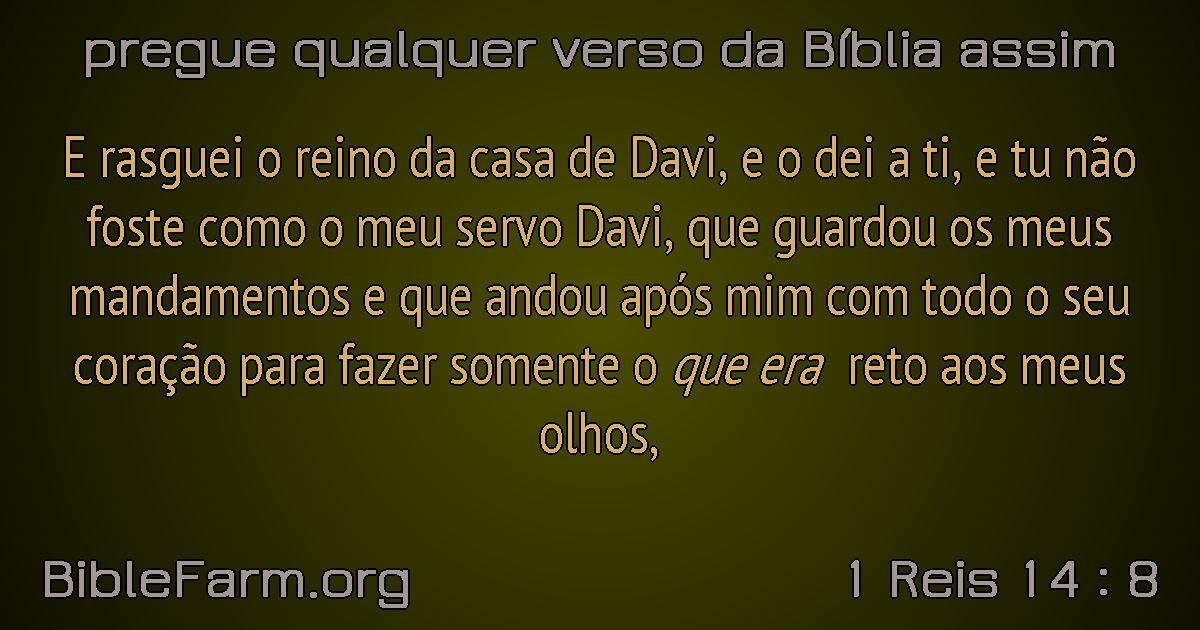 pregue qualquer verso da Bíblia assim
E rasguei o reino da casa de Davi, e o dei a ti, e tu não
foste como o meu servo Davi, que guardou os meus
mandamentos e que andou após mim com todo o seu
coração para fazer somente o que era reto aos meus
olhos,
BibleFarm.org
1 Reis 14 : 8